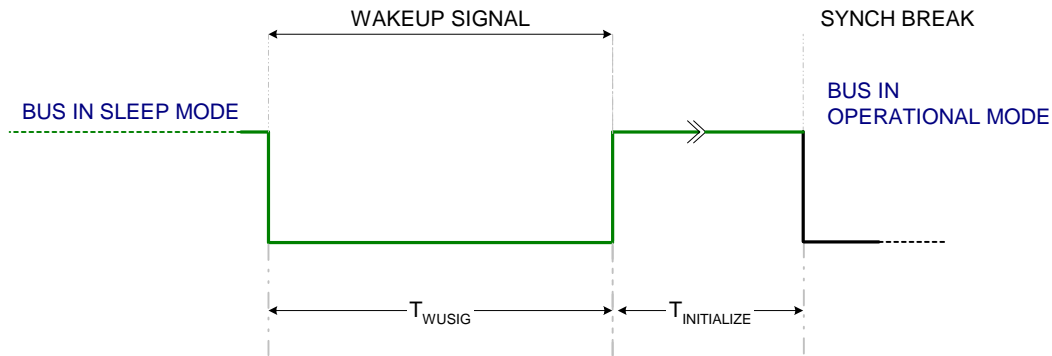 WAKEUP SIGNAL
SYNCH BREAK
BUS IN SLEEP MODE
BUS IN
OPERATIONAL MODE
TWUSIG
TINITIALIZE